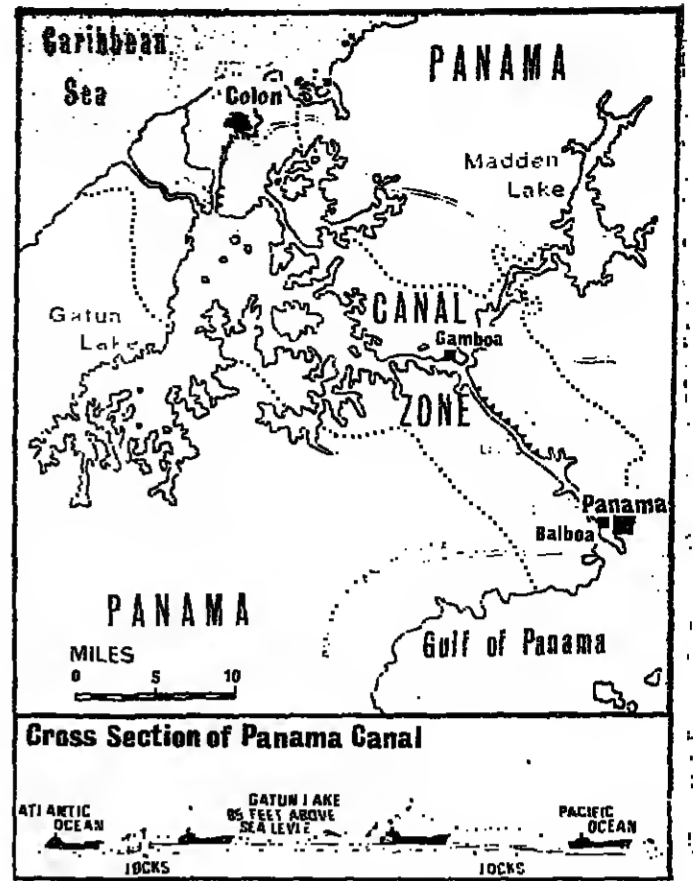 Caribbean
Sea
PANAMA
Colon
Madden
Lake
CANAL
Gatun
Lake
Gamboa
ZONE
Panama
Balboa
PANAMA
Gulf of Panama
MILES
0 5 10
Cross Section of Panama Canal
ATLANTIC
OCEAN
GATUN LAKE
85 FEET ABOVE
SEA LEVLE
PACIFIC
OCEAN
LOCKS
LOCKS